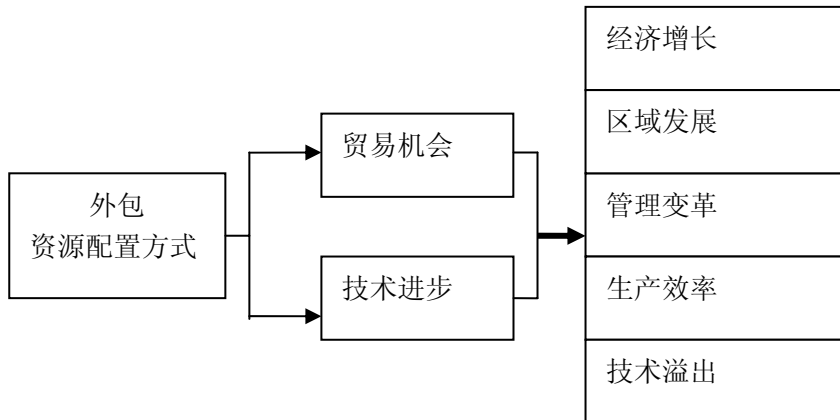 外包
资源配置方式
贸易机会
技术进步
经济增长
区域发展
管理变革
生产效率
技术溢出